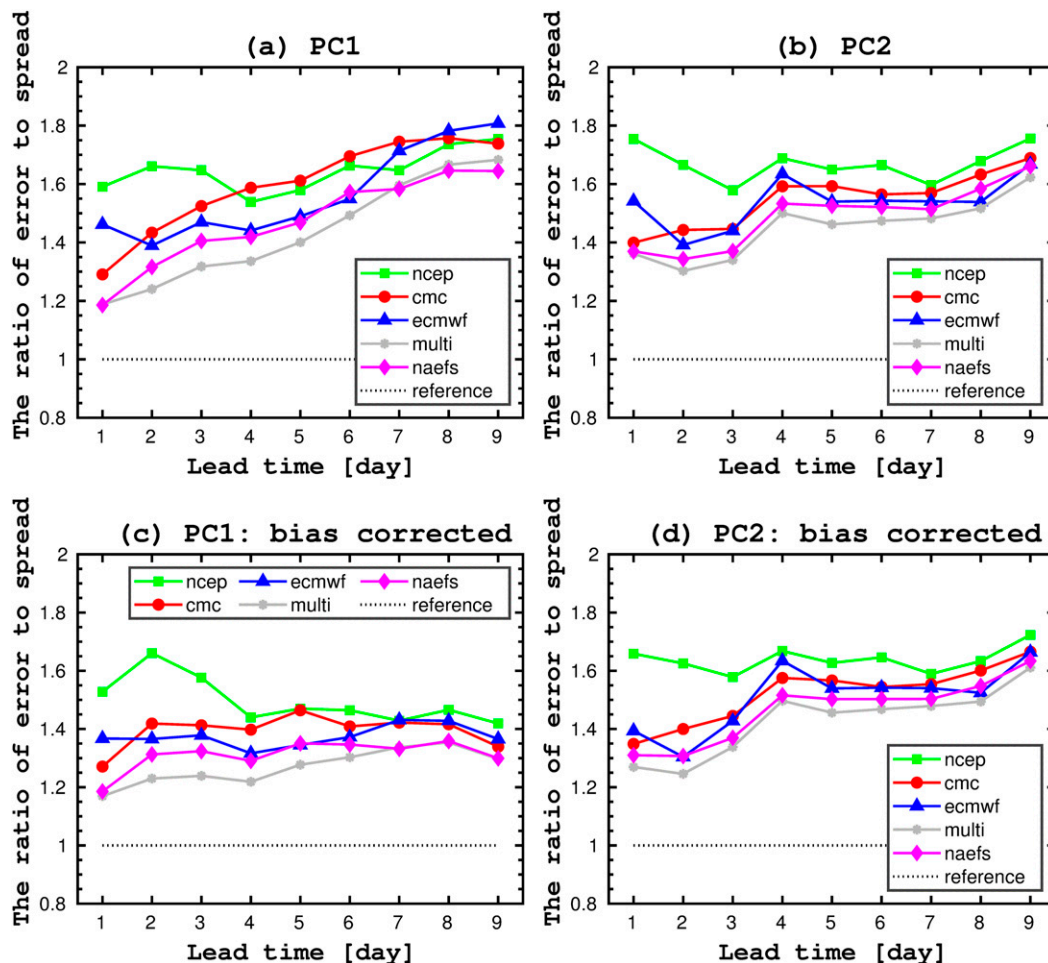 (a) PC1
The ratio of error to spread
2
1.8
1.6
1.4
1.2
1
0.8
ncep
cmc
ecmwf
multi
naefs
reference
1 2 3 4 5 6 7 8 9
Lead time [day]
(b) PC2
The ratio of error to spread
2
1.8
1.6
1.4
1.2
1
0.8
ncep
cmc
ecmwf
multi
naefs
reference
1 2 3 4 5 6 7 8 9
Lead time [day]
(c) PC1: bias corrected
The ratio of error to spread
2
1.8
1.6
1.4
1.2
1
0.8
ncep ecmwf naefs
cmc multi reference
1 2 3 4 5 6 7 8 9
Lead time [day]
(d) PC2: bias corrected
The ratio of error to spread
2
1.8
1.6
1.4
1.2
1
0.8
ncep
cmc
ecmwf
multi
naefs
reference
1 2 3 4 5 6 7 8 9
Lead time [day]